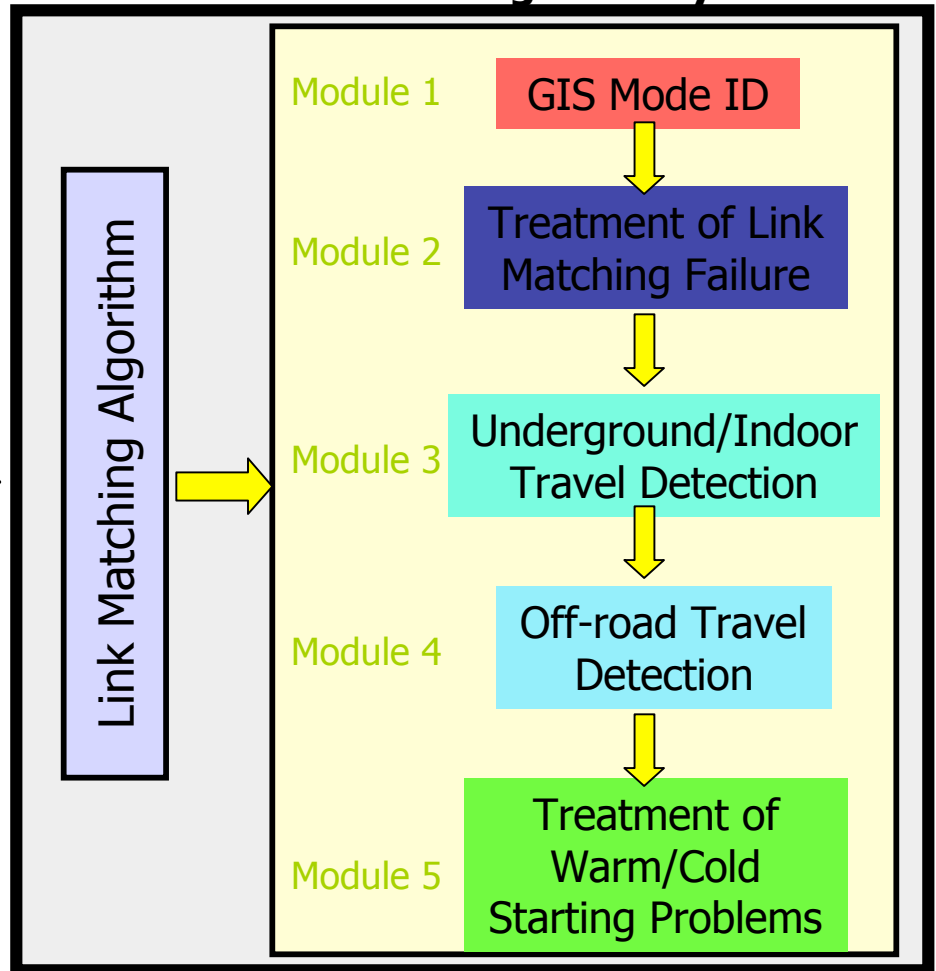 Link Matching Algorithm
Module 1
GIS Mode ID
Module 2
Treatment of Link
Matching Failure
Module 3
Underground/Indoor
Travel Detection
Module 4
Off-road Travel
Detection
Module 5
Treatment of
Warm/Cold
Starting Problems